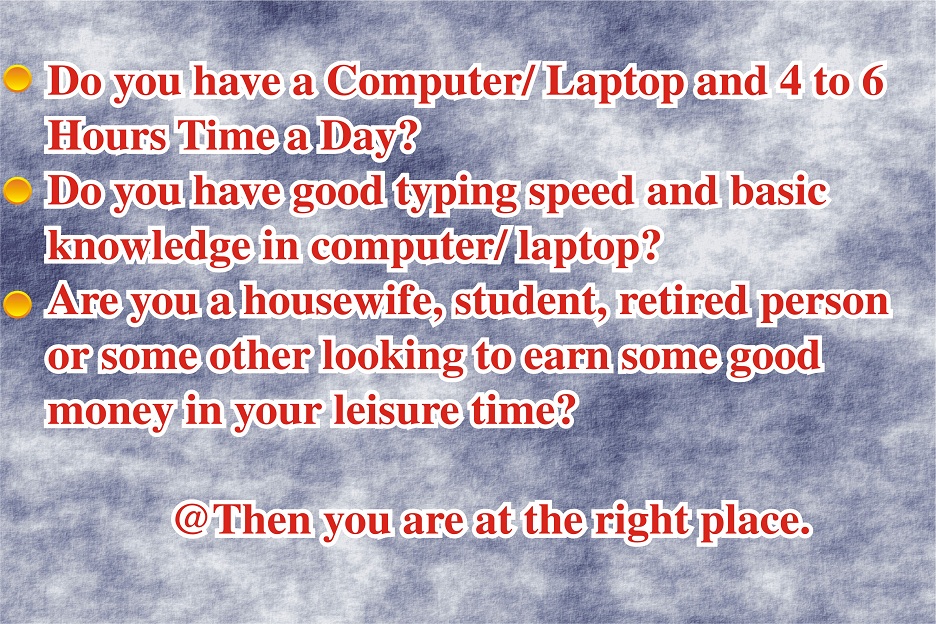 Do you have a Computer/ Laptop and 4 to 6
Hours Time a Day?
Do you have good typing speed and basic
knowledge in computer/ laptop?
Are you a housewife, student, retired person
or some other looking to earn some good
money in your leisure time?
@Then you are at the right place.